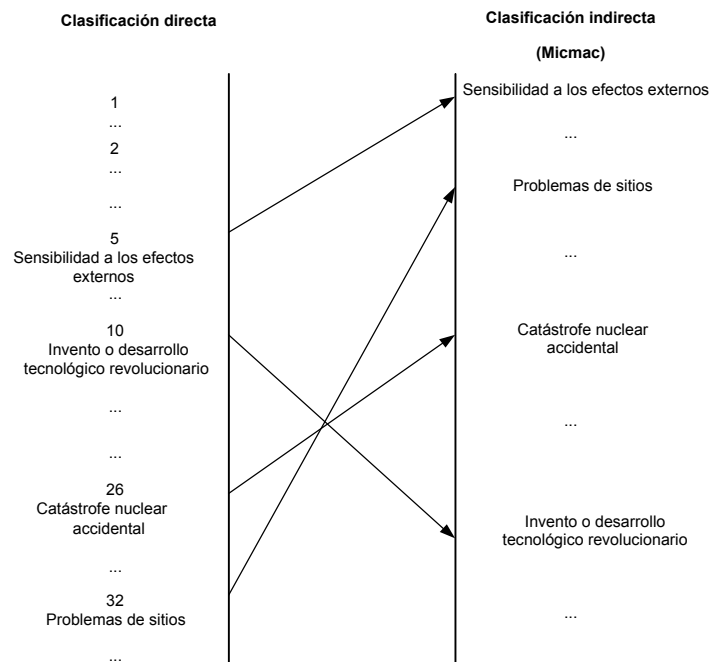 Clasificación directa
1
...
2
...
...
5
Sensibilidad a los efectos
externos
...
10
Invento o desarrollo
tecnológico revolucionario
...
...
26
Catástrofe nuclear
accidental
...
32
Problemas de sitios
...
Clasificación indirecta
(Micmac)
Sensibilidad a los efectos externos
...
Problemas de sitios
...
Catástrofe nuclear
accidental
...
Invento o desarrollo
tecnológico revolucionario
...